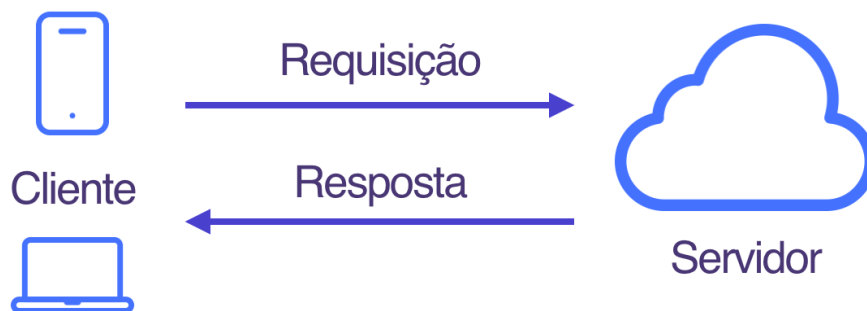 Requisição
Cliente
Resposta
Servidor